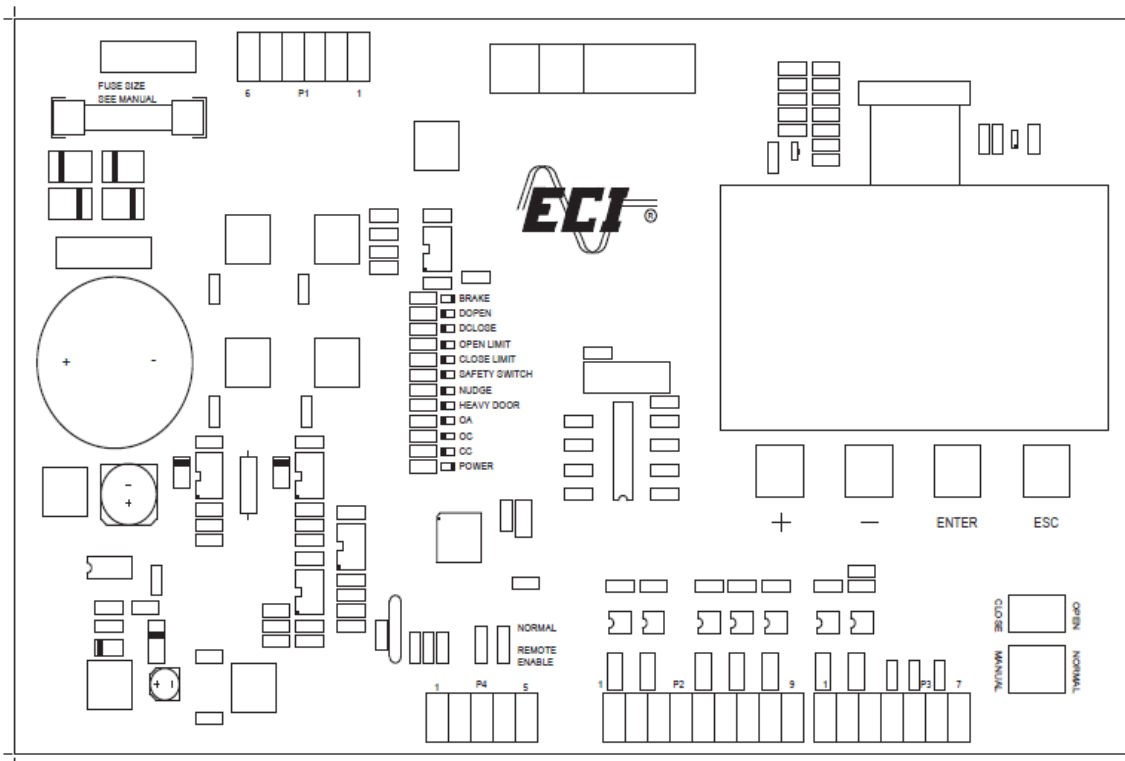 FUSE SIZE
SEE MANUAL
6 P1 1
ECI ®
BRAKE
DOPEN
DCLOSE
OPEN LIMIT
CLOSE LIMIT
SAFETY SWITCH
NUDGE
HEAVY DOOR
OA
OC
CC
POWER
+ -
-
+
+ − ENTER ESC
CLOSE OPEN
MANUAL NORMAL
NORMAL
REMOTE
ENABLE
+ -
1 P4 5
1 P2 9
1 P3 7